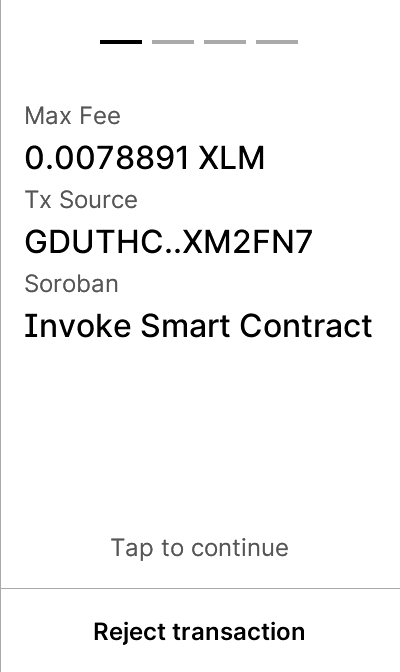 Max Fee
0.0078891 XLM
Tx Source
GDUTHC..XM2FN7
Soroban
Invoke Smart Contract
Tap to continue
Reject transaction